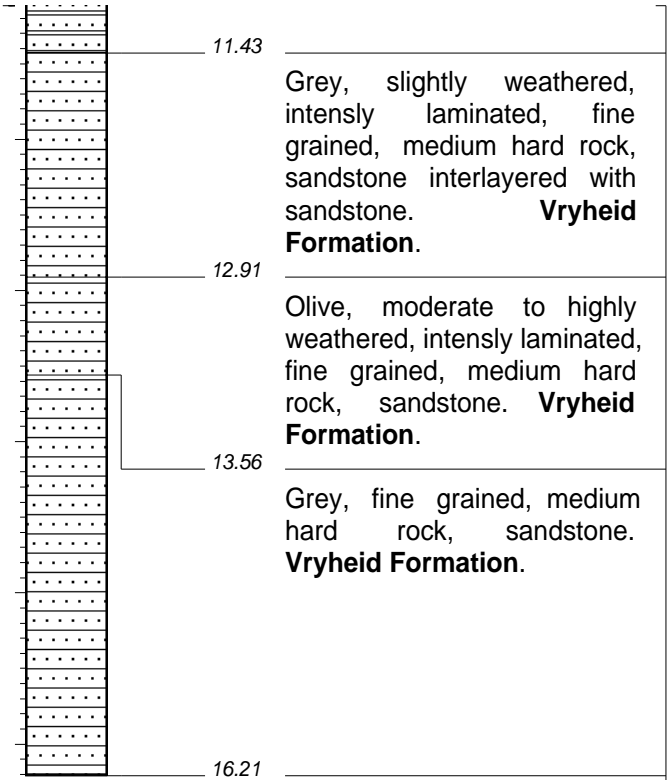 11.43
Grey, slightly weathered,
intensly laminated, fine
grained, medium hard rock,
sandstone interlayered with
sandstone. Vryheid
Formation.
12.91
Olive, moderate to highly
weathered, intensly laminated,
fine grained, medium hard
rock, sandstone. Vryheid
Formation.
13.56
Grey, fine grained, medium
hard rock, sandstone.
Vryheid Formation.
16.21